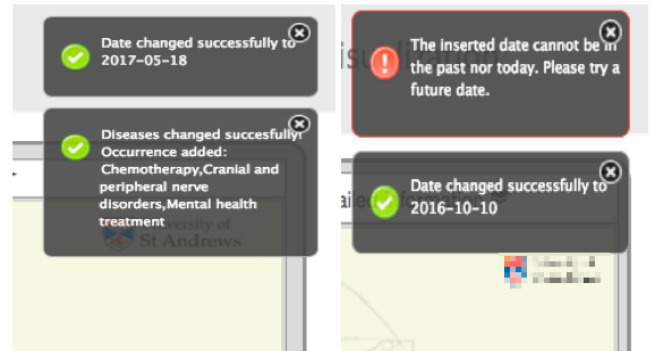 Date changed successfully to
2017-05-18
Diseases changed succesfully!
Occurrence added:
Chemotherapy,Cranial and
peripheral nerve
disorders,Mental health
treatment
University of
St Andrews
The inserted date cannot be in
the past nor today. Please try a
future date.
Date changed successfully to
2016-10-10